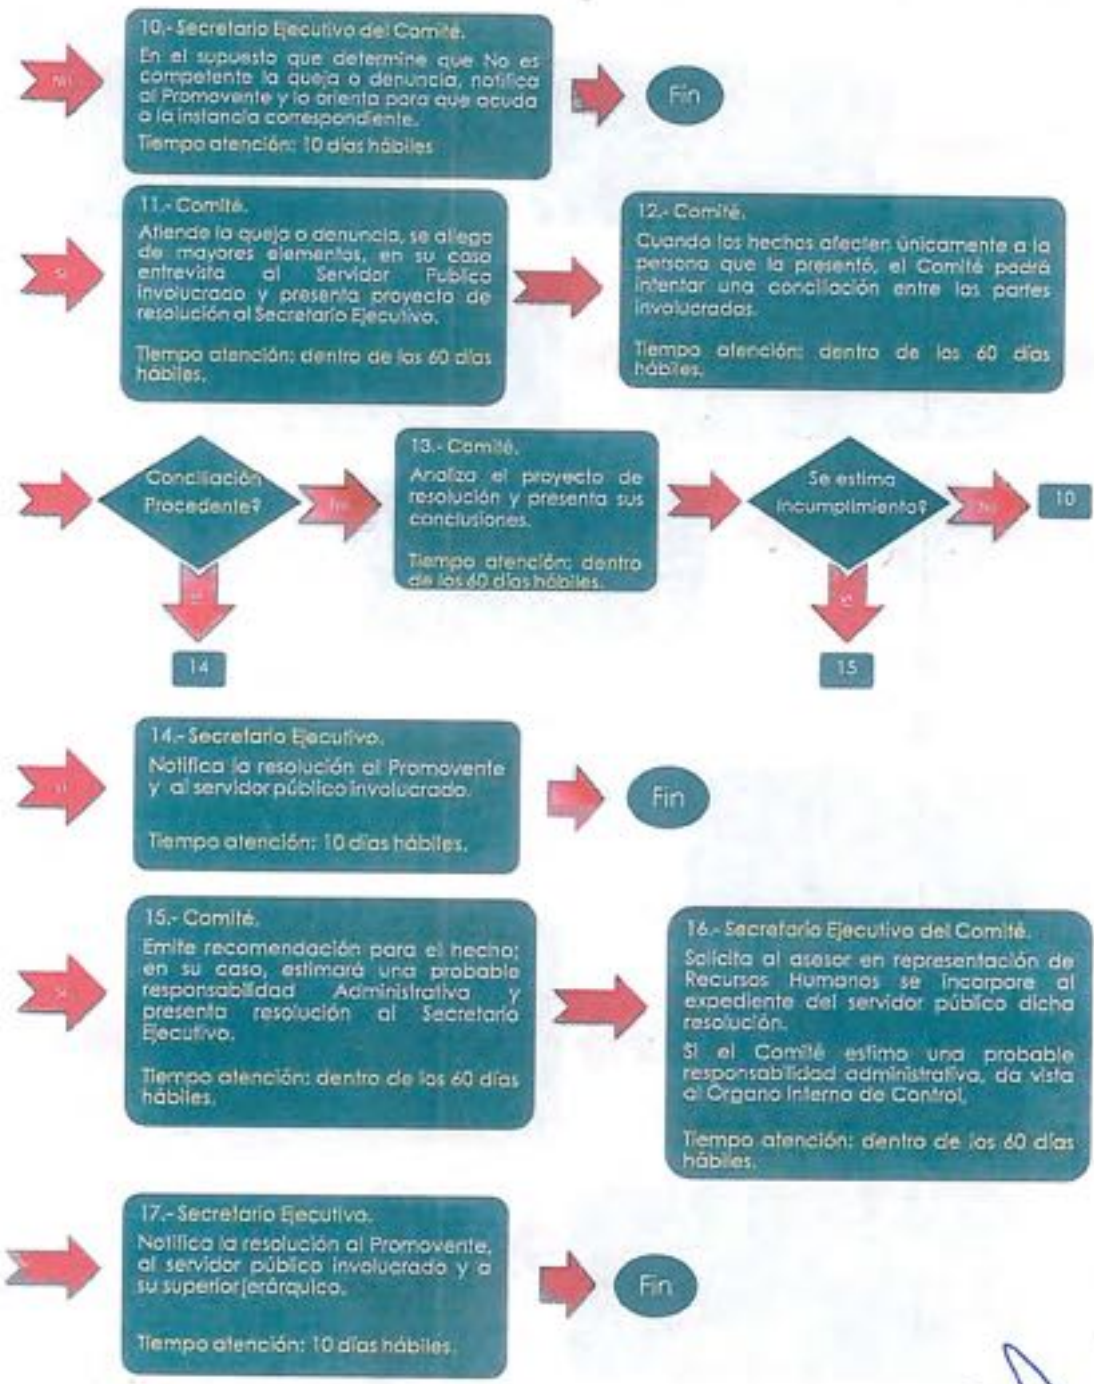 No
10.- Secretario Ejecutivo del Comité.
En el supuesto que determine que No es
competente la queja o denuncia, notifica
al Promovente y lo orienta para que acuda
a la instancia correspondiente.
Tiempo atención: 10 días hábiles
Fin
Si
11.- Comité.
Atiende la queja o denuncia, se allega
de mayores elementos, en su caso
entrevista al Servidor Publico
involucrado y presenta proyecto de
resolución al Secretario Ejecutivo.
Tiempo atención: dentro de los 60 días
hábiles.
12.- Comité.
Cuando los hechos afecten únicamente a la
persona que la presentó, el Comité podrá
intentar una conciliación entre las partes
involucradas.
Tiempo atención: dentro de los 60 días
hábiles.
Conciliación
Procedente?
No
13.- Comité.
Analiza el proyecto de
resolución y presenta sus
conclusiones.
Tiempo atención: dentro
de los 60 días hábiles.
Se estima
incumplimiento?
No
10
14
15
14.- Secretario Ejecutivo.
Notifica la resolución al Promovente
y al servidor público involucrado.
Tiempo atención: 10 días hábiles.
Fin
15.- Comité.
Emite recomendación para el hecho;
en su caso, estimará una probable
responsabilidad Administrativa y
presenta resolución al Secretario
Ejecutivo.
Tiempo atención: dentro de los 60 días
hábiles.
16.- Secretario Ejecutivo del Comité.
Solicita al asesor en representación de
Recursos Humanos se incorpore al
expediente del servidor público dicha
resolución.
Si el Comité estimo una probable
responsabilidad administrativa, da vista
al Órgano Interno de Control.
Tiempo atención: dentro de los 60 días
hábiles.
17.- Secretario Ejecutivo.
Notifica la resolución al Promovente,
al servidor público involucrado y a
su superior jerárquico.
Tiempo atención: 10 días hábiles.
Fin